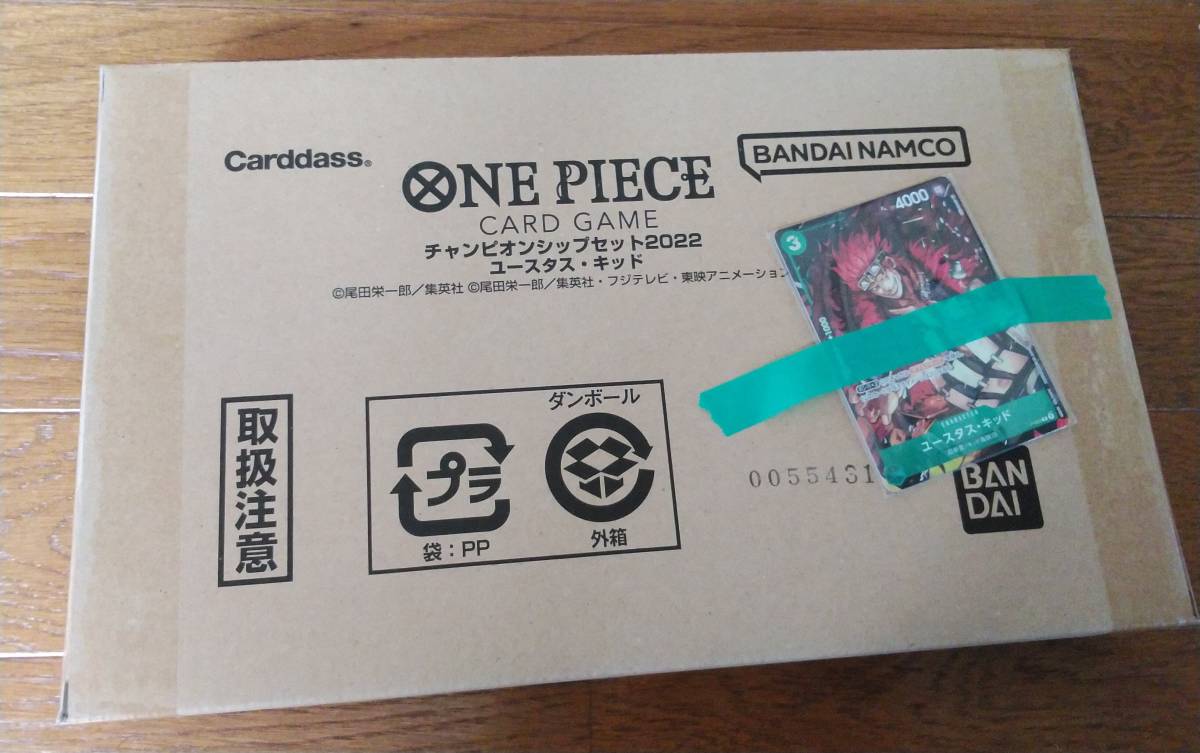 Carddass®
ONE PIECE
CARD GAME
BANDAI NAMCO
チャンピオンシップセット2022
ユースタス・キッド
©尾田栄一郎／集英社 ©尾田栄一郎／集英社・フジテレビ・東映アニメーション
3
4000
+1000
CHARACTER
ユースタス・キッド
取扱注意
プラ
袋：PP
ダンボール
外箱
0055431
BAN
DAI